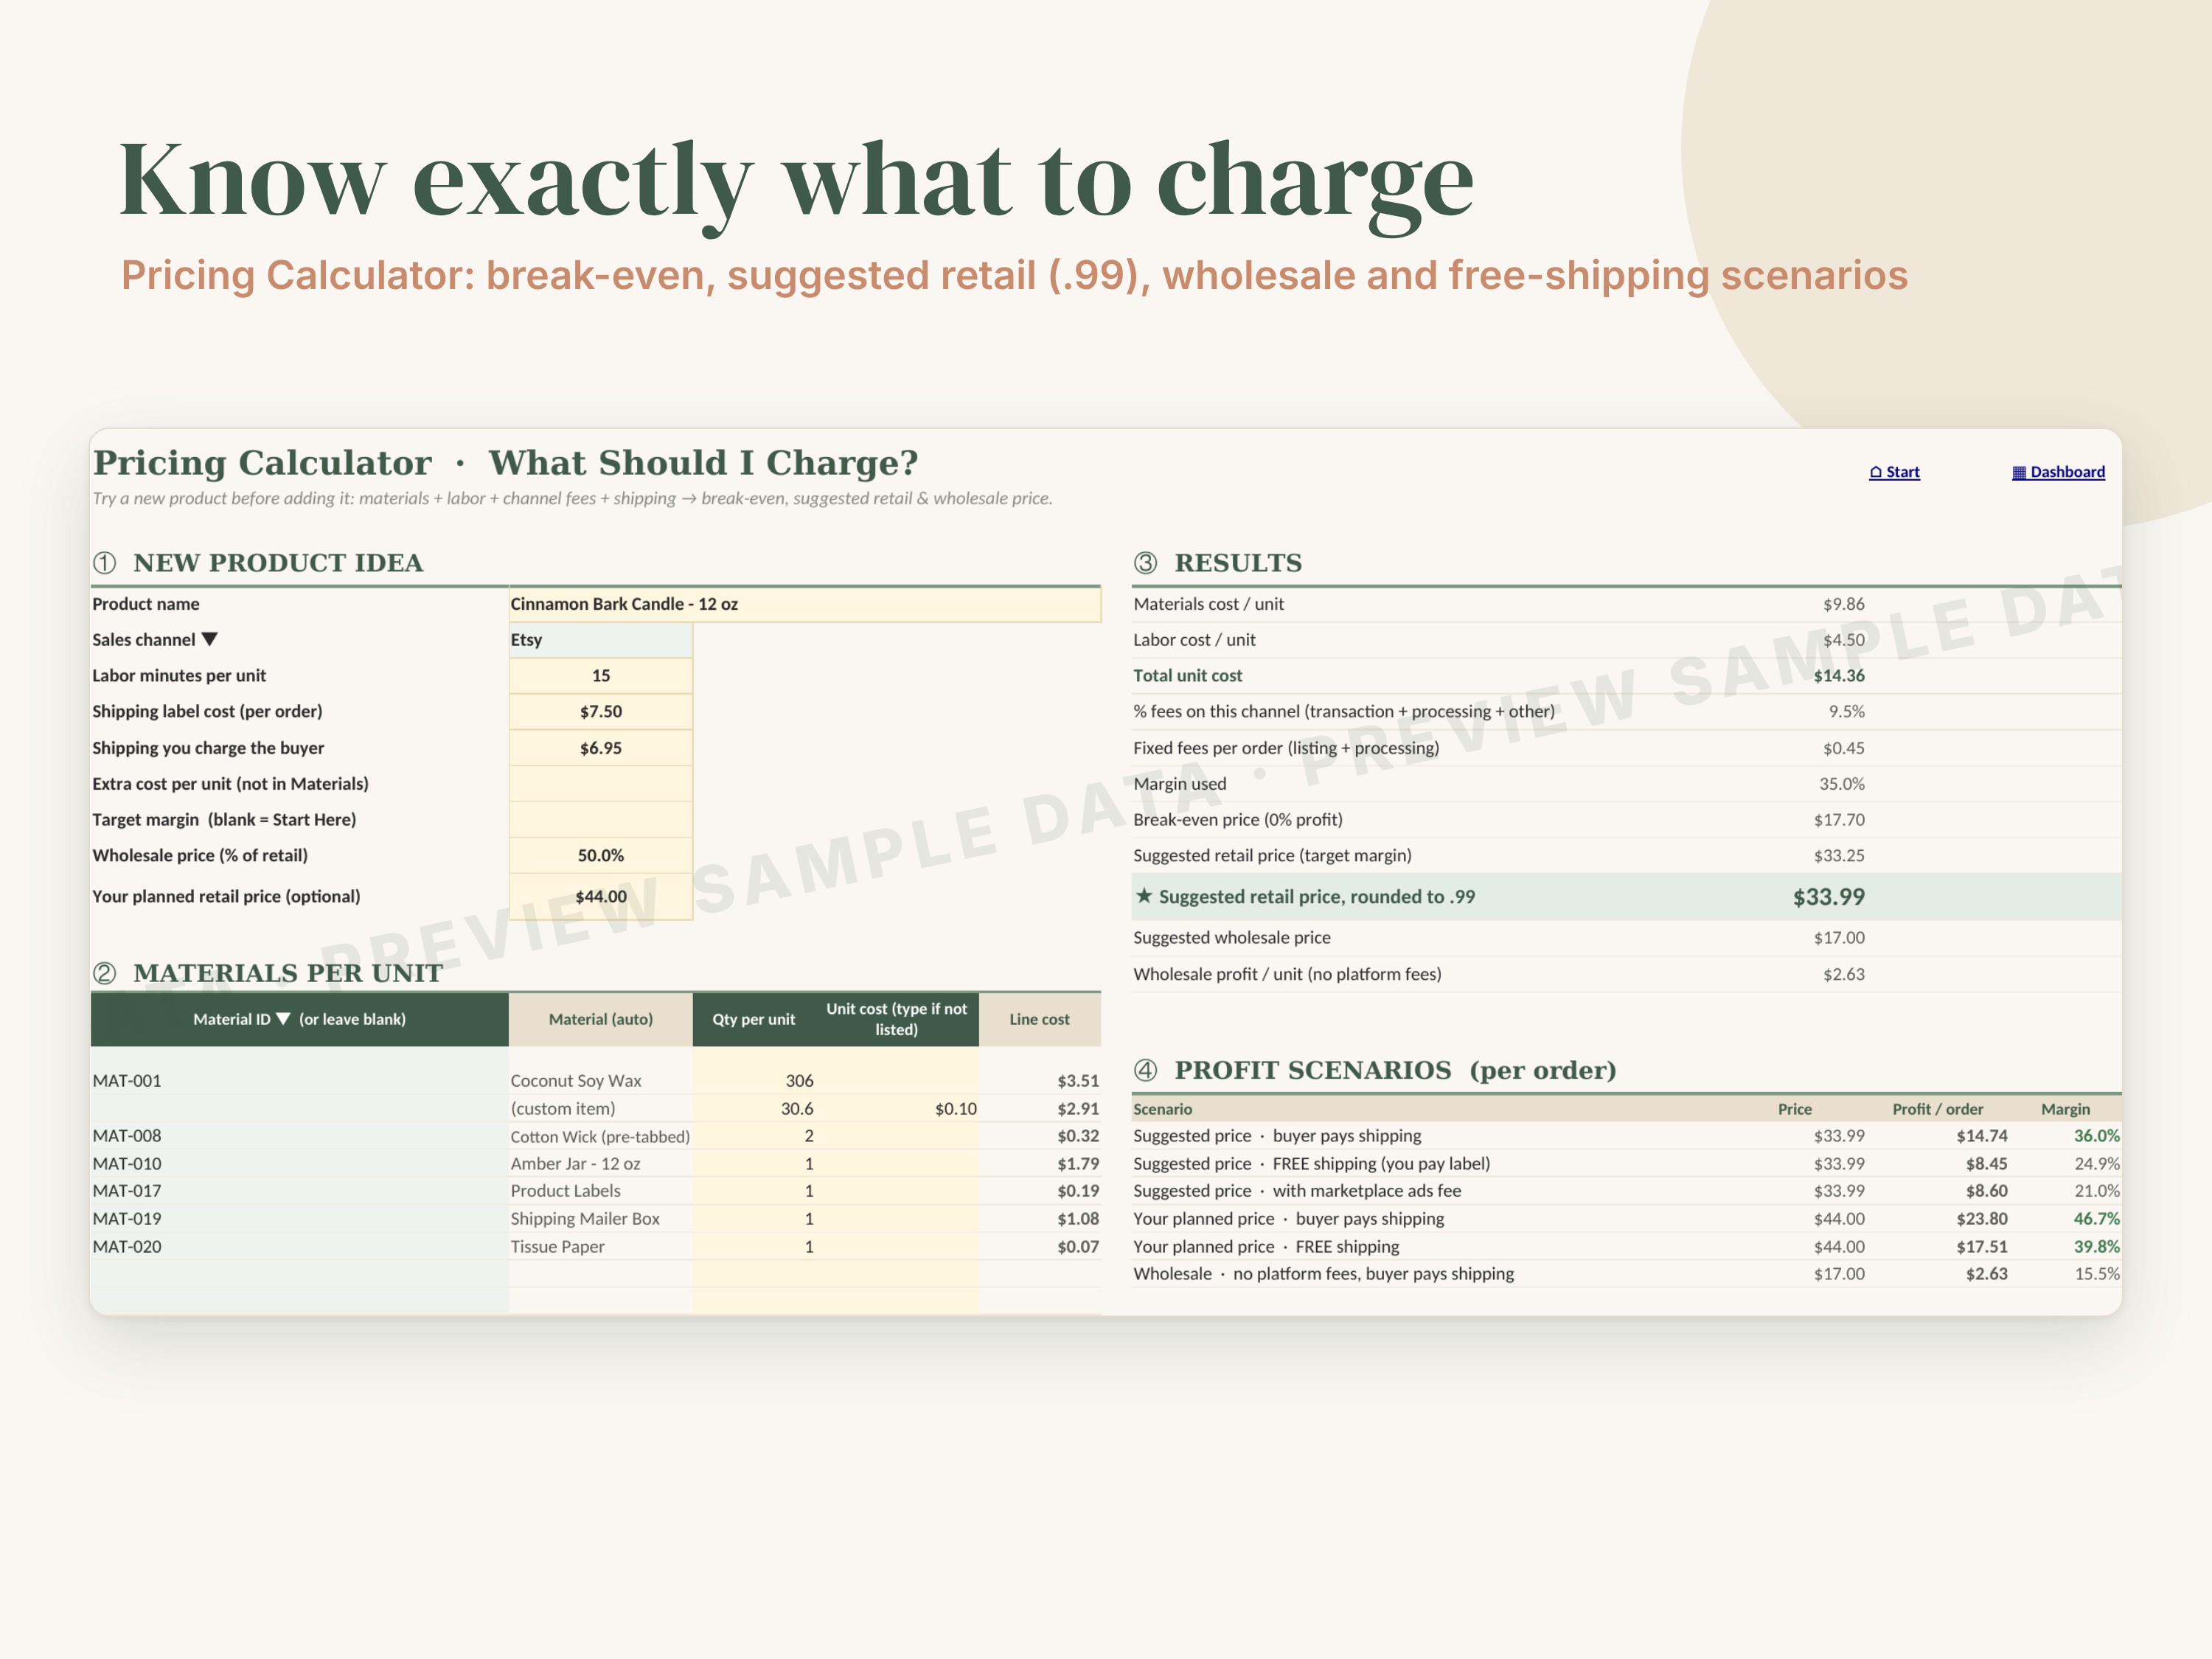 Know exactly what to charge
Pricing Calculator: break-even, suggested retail (.99), wholesale and free-shipping scenarios
Pricing Calculator · What Should I Charge?
⌂ Start ▦ Dashboard
Try a new product before adding it: materials + labor + channel fees + shipping → break-even, suggested retail & wholesale price.
① NEW PRODUCT IDEA
Product name Cinnamon Bark Candle - 12 oz
Sales channel ▼ Etsy
Labor minutes per unit 15
Shipping label cost (per order) $7.50
Shipping you charge the buyer $6.95
Extra cost per unit (not in Materials)
Target margin (blank = Start Here)
Wholesale price (% of retail) 50.0%
Your planned retail price (optional) $44.00
② MATERIALS PER UNIT
Material ID ▼ (or leave blank) Material (auto) Qty per unit Unit cost (type if not listed) Line cost
MAT-001 Coconut Soy Wax 306 $3.51
(custom item) 30.6 $0.10 $2.91
MAT-008 Cotton Wick (pre-tabbed) 2 $0.32
MAT-010 Amber Jar - 12 oz 1 $1.79
MAT-017 Product Labels 1 $0.19
MAT-019 Shipping Mailer Box 1 $1.08
MAT-020 Tissue Paper 1 $0.07
③ RESULTS
Materials cost / unit $9.86
Labor cost / unit $4.50
Total unit cost $14.36
% fees on this channel (transaction + processing + other) 9.5%
Fixed fees per order (listing + processing) $0.45
Margin used 35.0%
Break-even price (0% profit) $17.70
Suggested retail price (target margin) $33.25
★ Suggested retail price, rounded to .99 $33.99
Suggested wholesale price $17.00
Wholesale profit / unit (no platform fees) $2.63
④ PROFIT SCENARIOS (per order)
Scenario Price Profit / order Margin
Suggested price · buyer pays shipping $33.99 $14.74 36.0%
Suggested price · FREE shipping (you pay label) $33.99 $8.45 24.9%
Suggested price · with marketplace ads fee $33.99 $8.60 21.0%
Your planned price · buyer pays shipping $44.00 $23.80 46.7%
Your planned price · FREE shipping $44.00 $17.51 39.8%
Wholesale · no platform fees, buyer pays shipping $17.00 $2.63 15.5%
ATA · PREVIEW SAMPLE DATA · PREVIEW SAMPLE DAT